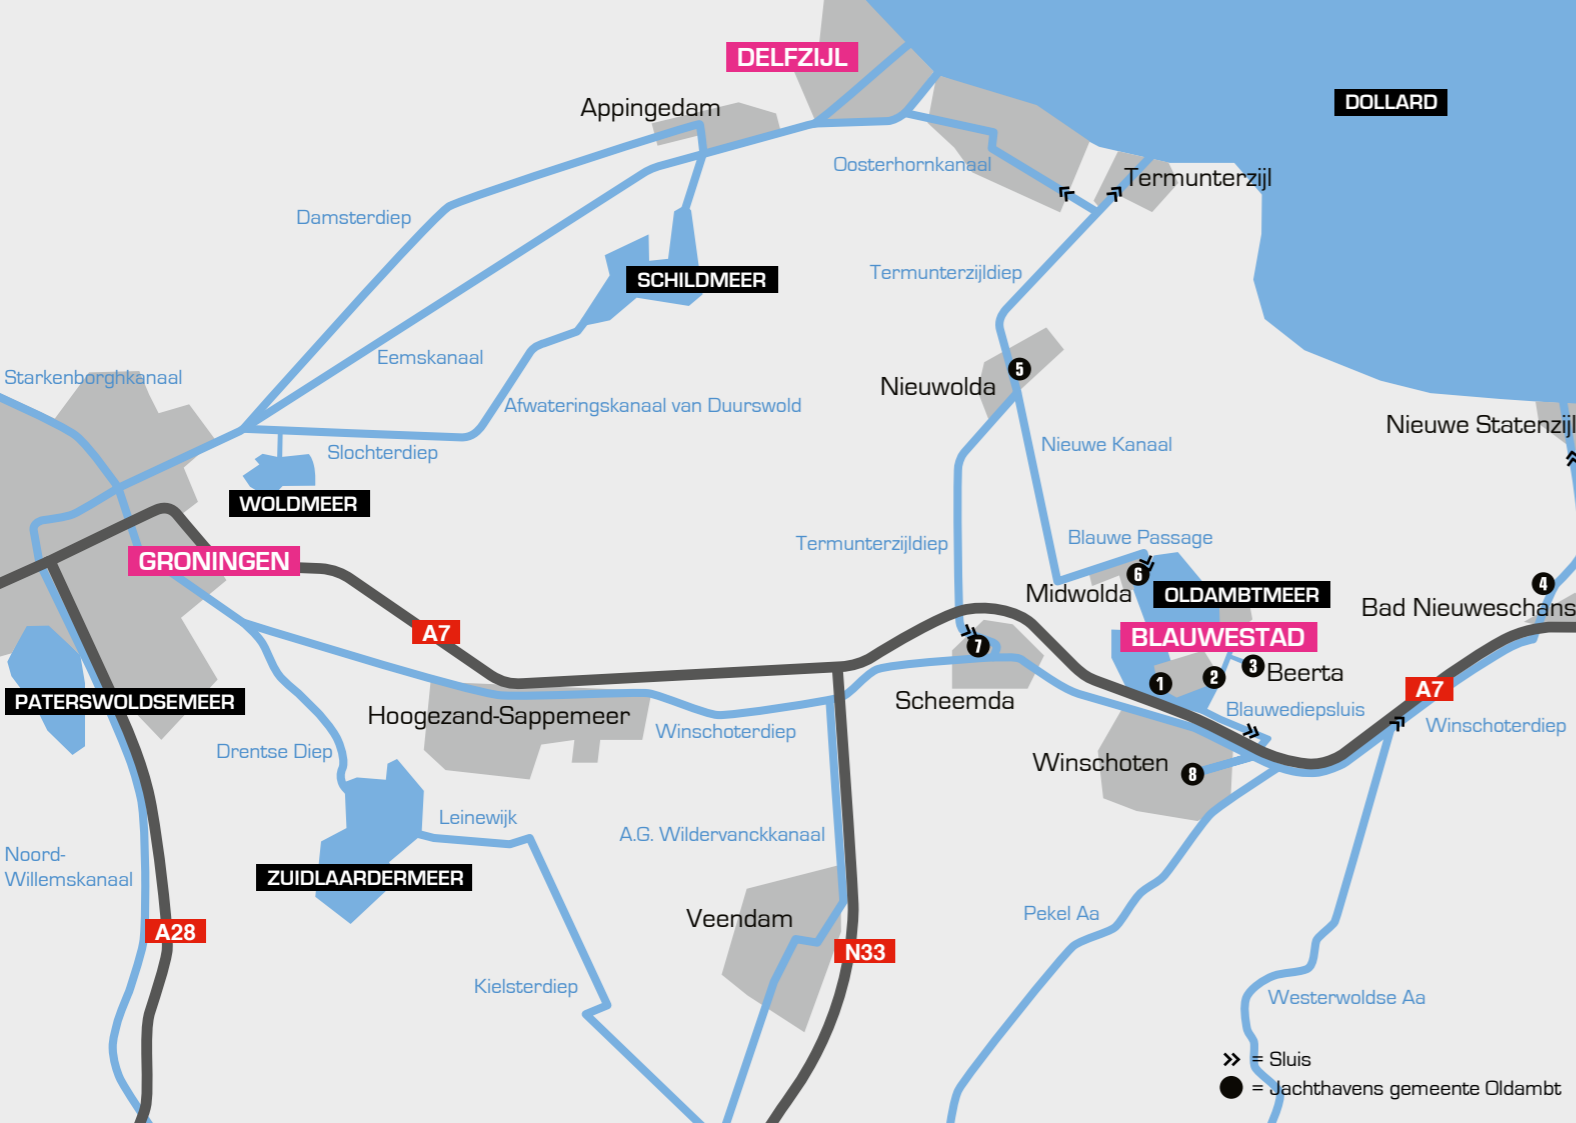 DELFZIJL
DOLLARD
Appingedam
Oosterhornkanaal
Termunterzijl
Damsterdiep
Termunterzijldiep
SCHILDMEER
Eemskanaal
Starkenborghkanaal
5
Nieuwolda
Afwateringskanaal van Duurswold
Nieuwe Statenzijl
Slochterdiep
Nieuwe Kanaal
WOLDMEER
Termunterzijldiep
Blauwe Passage
GRONINGEN
6
4
Midwolda
OLDAMBTMEER
Bad Nieuweschans
A7
BLAUWESTAD
7
3
Beerta
2
1
A7
PATERSWOLDSEMEER
Scheemda
Hoogezand-Sappemeer
Blauwediepsluis
Winschoterdiep
Winschoterdiep
Drentse Diep
Winschoten
8
Leinewijk
A.G. Wildervanckkanaal
Noord-
Willemskanaal
ZUIDLAARDERMEER
Pekel Aa
Veendam
A28
N33
Kielsterdiep
Westerwoldse Aa
= Sluis
= Jachthavens gemeente Oldambt